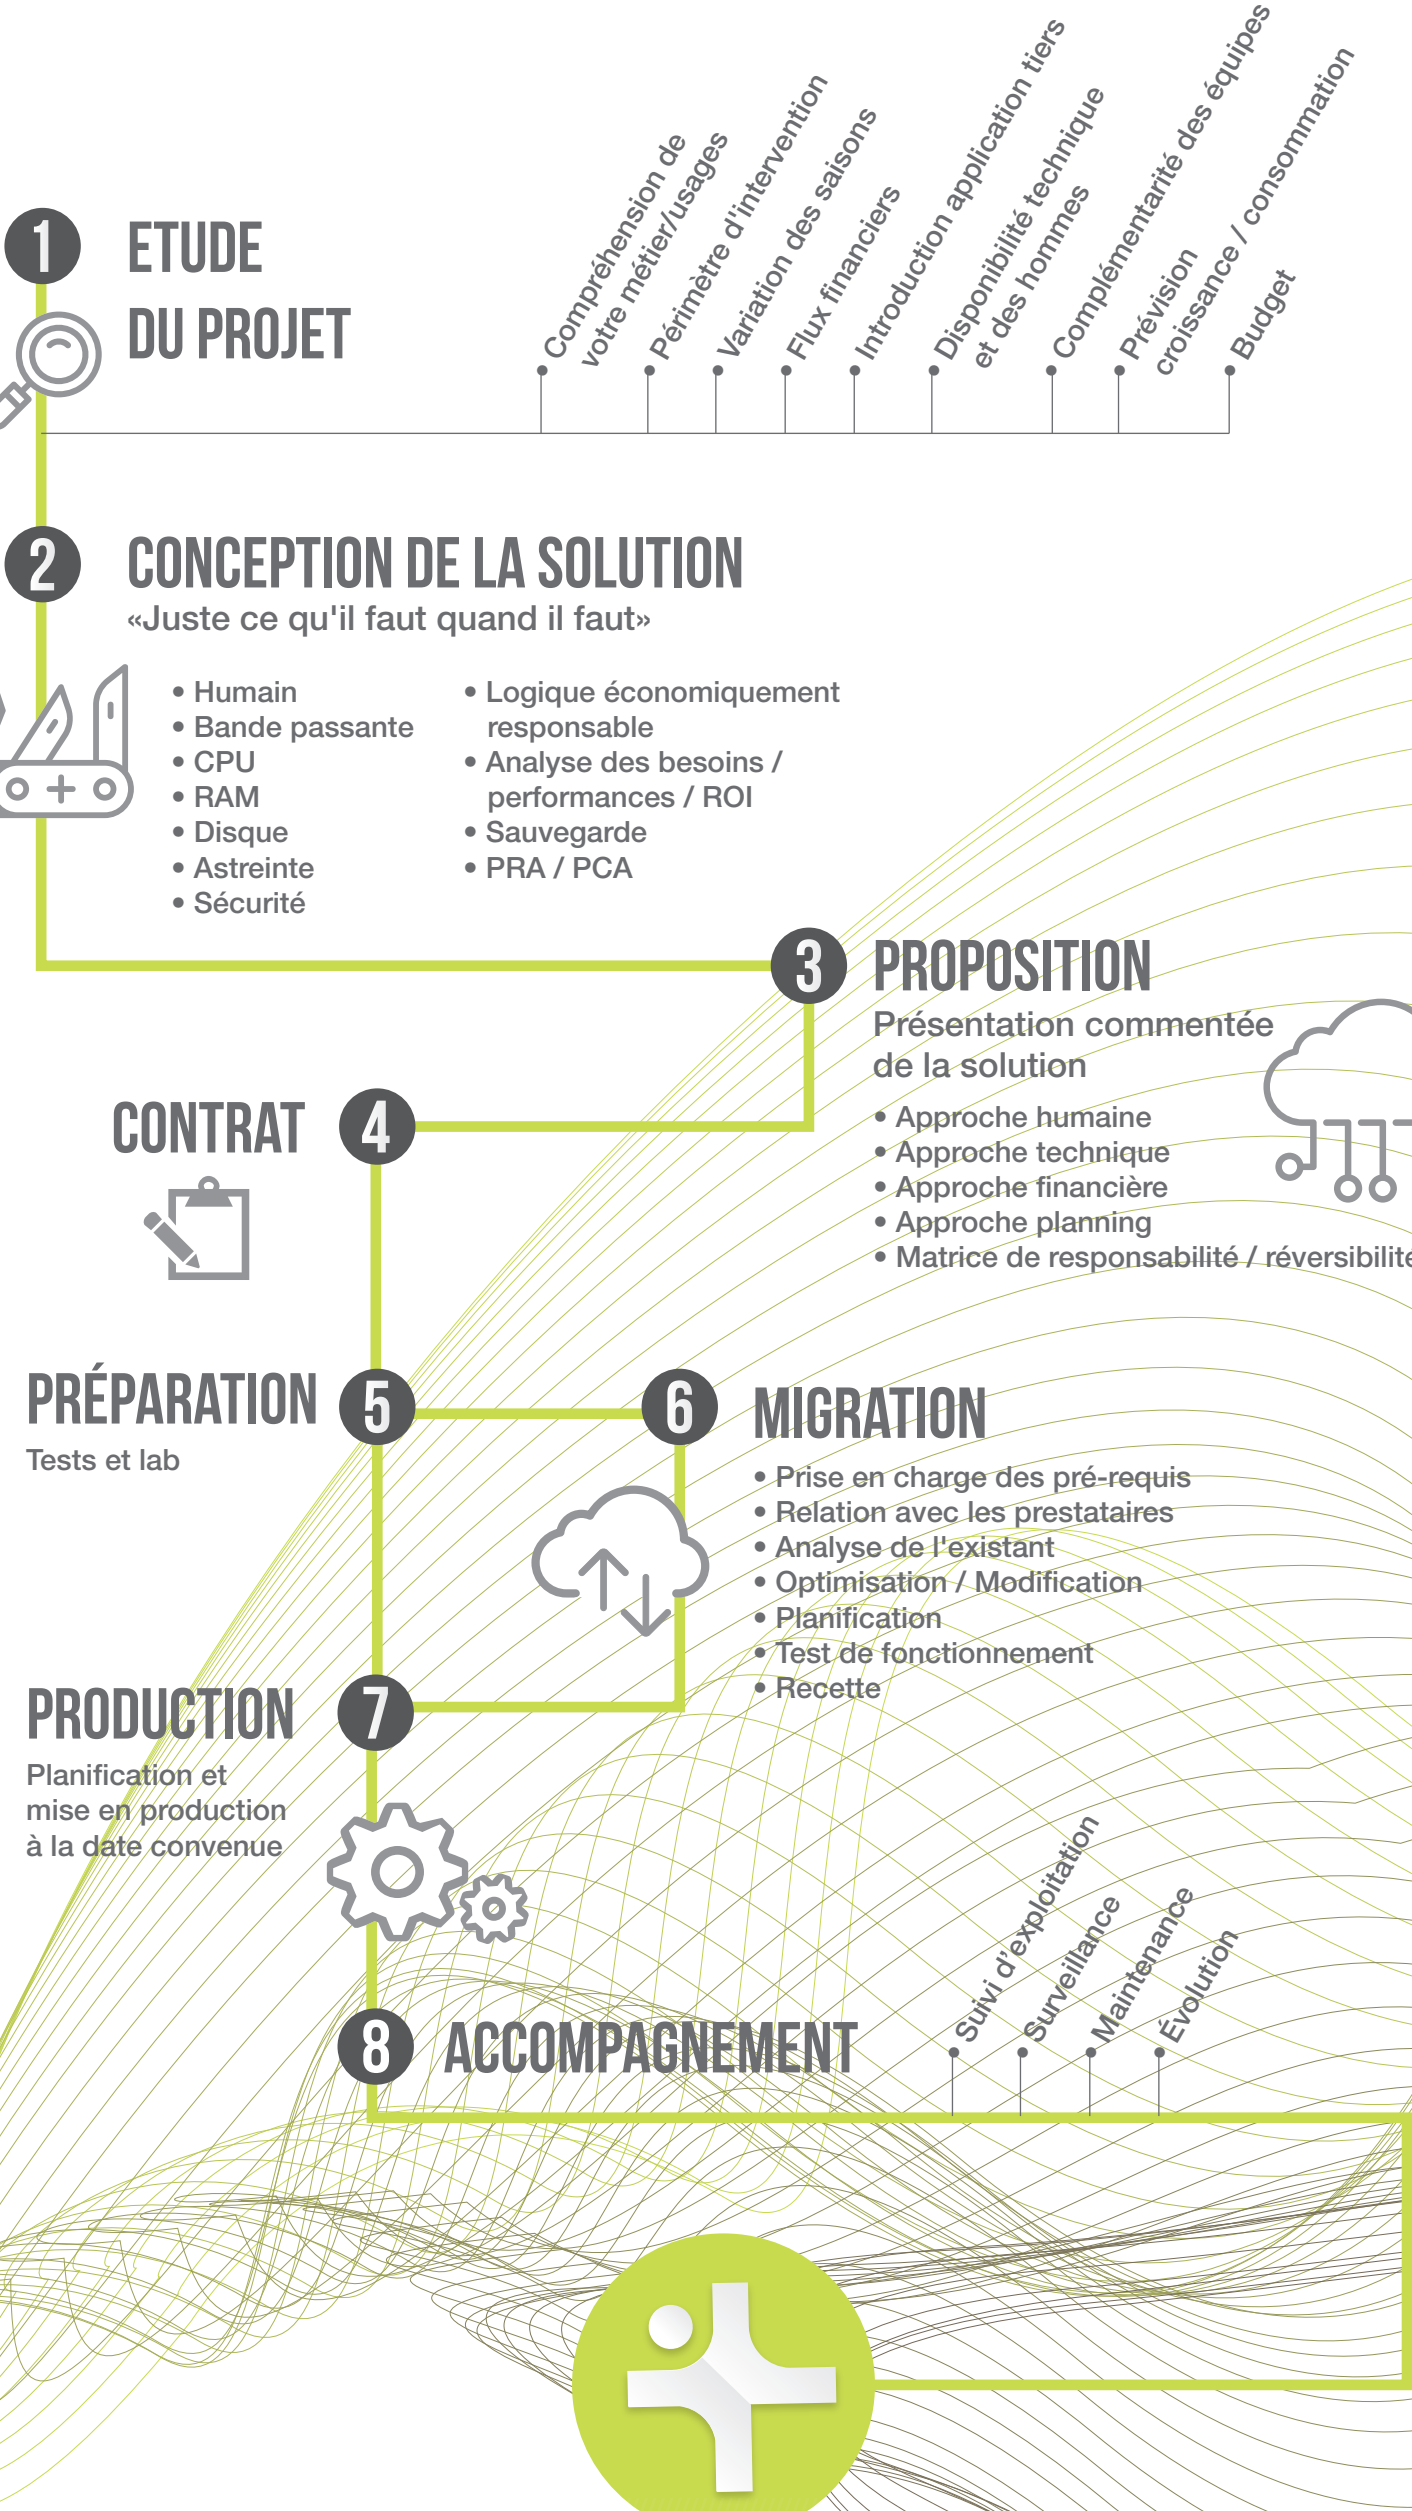 1
ETUDE
DU PROJET
Compréhension de
votre métier/usages
Périmètre d'intervention
Variation des saisons
Flux financiers
Introduction application tiers
Disponibilité technique
et des hommes
Complémentarité des équipes
Prévision
croissance / consommation
Budget
2
CONCEPTION DE LA SOLUTION
«Juste ce qu'il faut quand il faut»
• Humain
• Bande passante
• CPU
• RAM
• Disque
• Astreinte
• Sécurité
• Logique économiquement
responsable
• Analyse des besoins /
performances / ROI
• Sauvegarde
• PRA / PCA
3
PROPOSITION
Présentation commentée
de la solution
• Approche humaine
• Approche technique
• Approche financière
• Approche planning
• Matrice de responsabilité / réversibilité
CONTRAT
4
PRÉPARATION
5
Tests et lab
6
MIGRATION
• Prise en charge des pré-requis
• Relation avec les prestataires
• Analyse de l'existant
• Optimisation / Modification
• Planification
• Test de fonctionnement
• Recette
PRODUCTION
7
Planification et
mise en production
à la date convenue
8
ACCOMPAGNEMENT
Suivi d’exploitation
Surveillance
Maintenance
Évolution